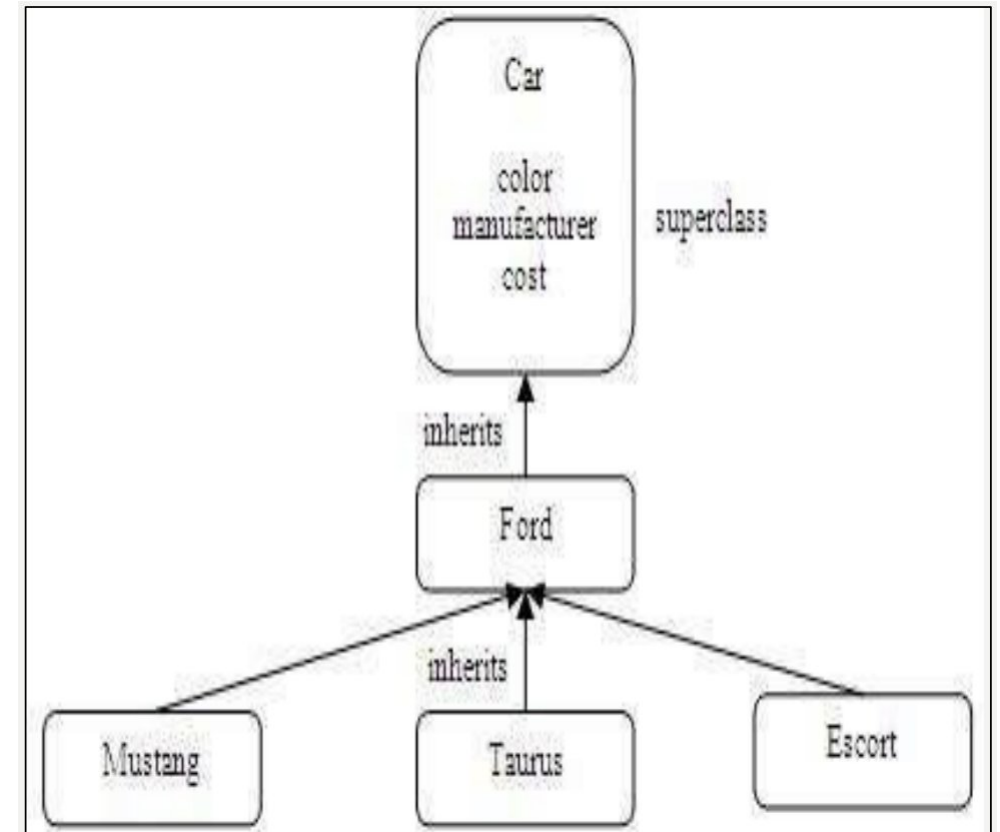 Car
color
manufacturer
cost
superclass
inherits
Ford
inherits
Mustang
Taurus
Escort